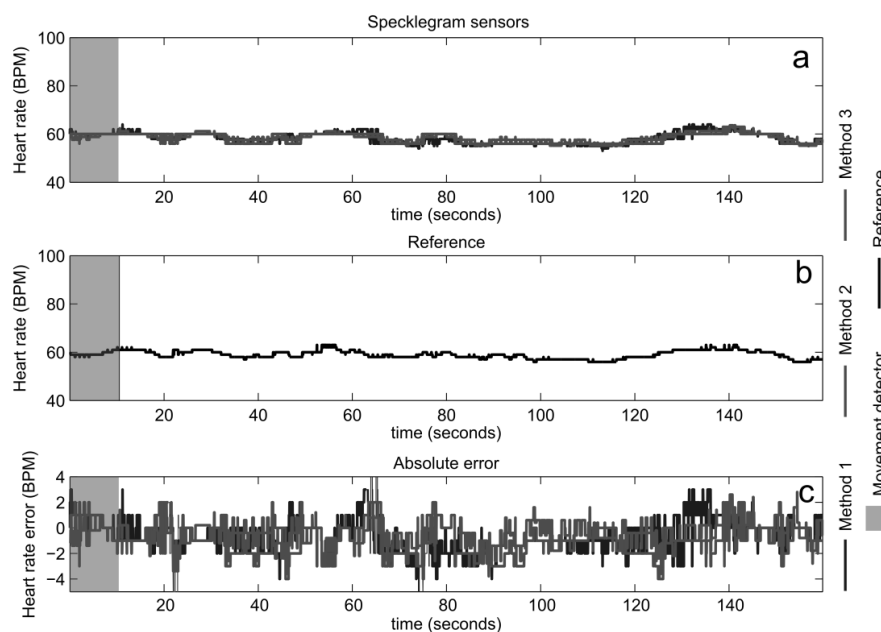 Specklegram sensors
a
Heart rate (BPM)
100
80
60
40
20 40 60 80 100 120 140
time (seconds)
Reference
b
Heart rate (BPM)
100
80
60
40
20 40 60 80 100 120 140
time (seconds)
Absolute error
c
Heart rate error (BPM)
4
2
0
−2
−4
20 40 60 80 100 120 140
time (seconds)
Method 1
Method 2
Method 3
Movement detector
Reference